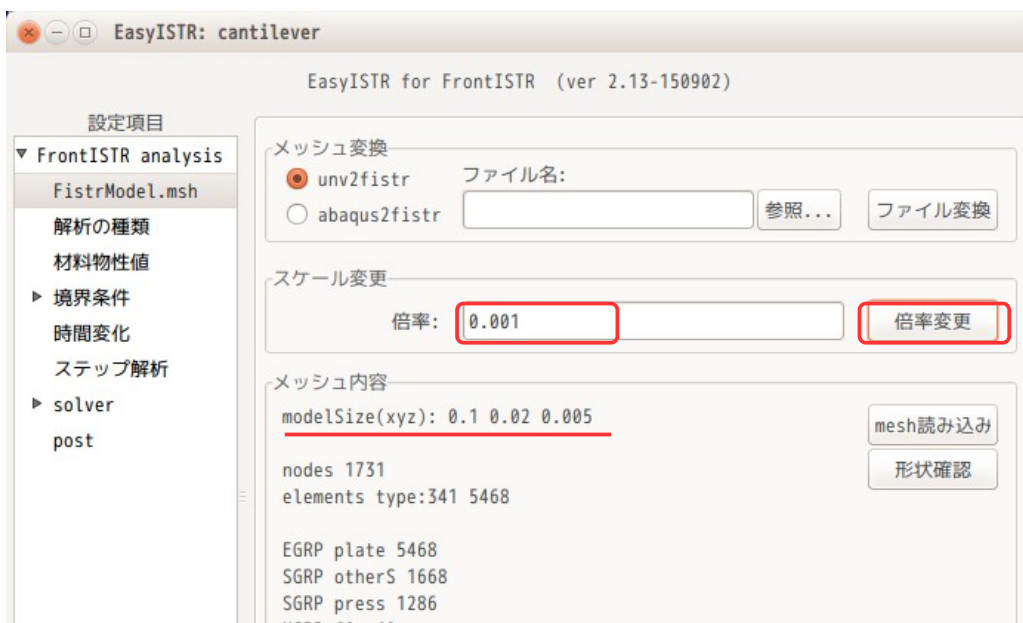 EasyISTR: cantilever
EasyISTR for FrontISTR (ver 2.13-150902)
設定項目
FrontISTR analysis
FistrModel.msh
解析の種類
材料物性値
境界条件
時間変化
ステップ解析
solver
post
メッシュ変換
unv2fistr
ファイル名:
abaqus2fistr
参照...
ファイル変換
スケール変更
倍率:
0.001
倍率変更
メッシュ内容
modelSize(xyz): 0.1 0.02 0.005
mesh読み込み
形状確認
nodes 1731
elements type:341 5468
EGRP plate 5468
SGRP otherS 1668
SGRP press 1286